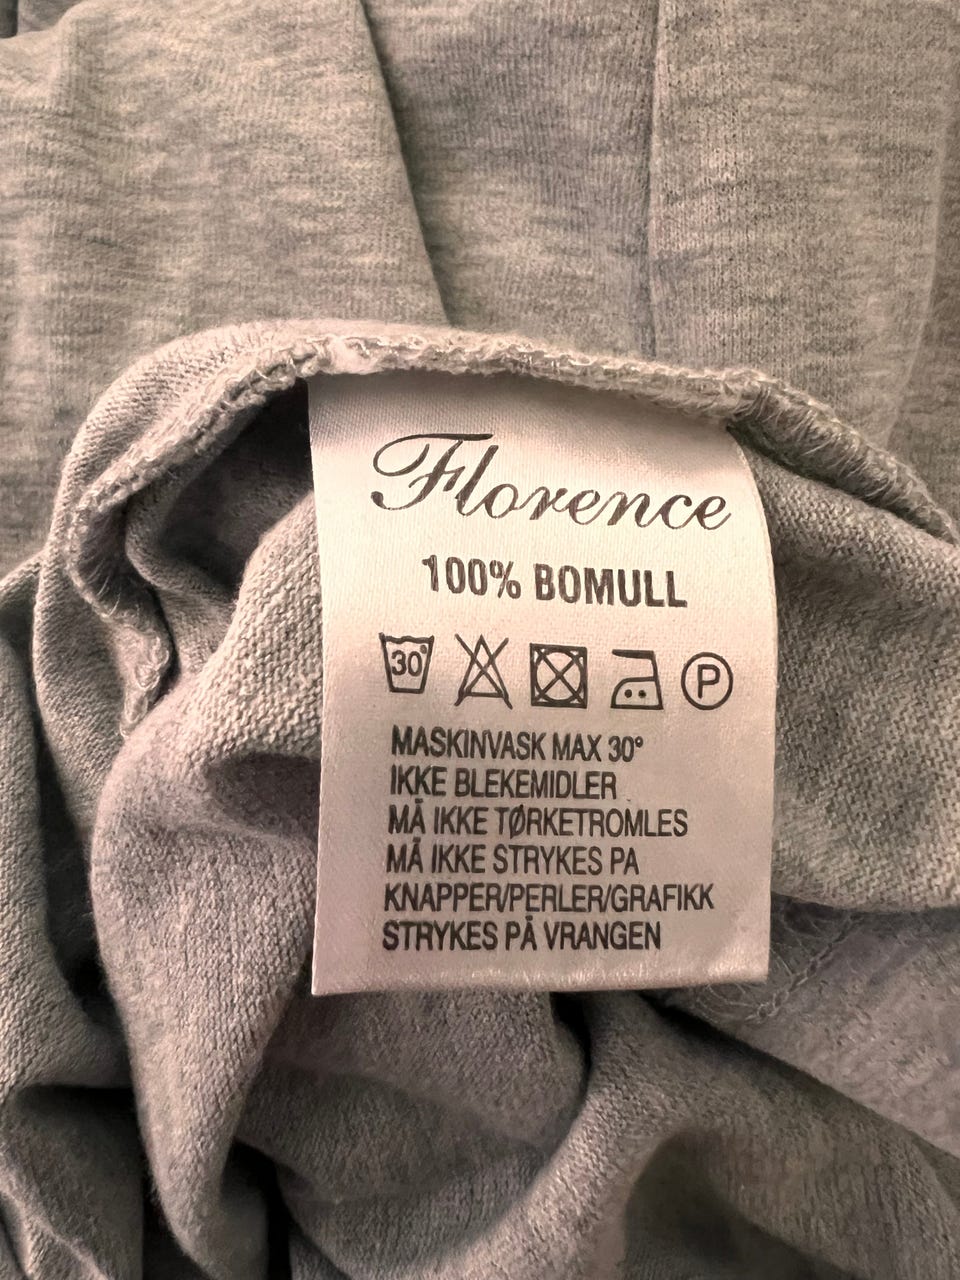 Florence
100% BOMULL
30° P
MASKINVASK MAX 30°
IKKE BLEKEMIDLER
MÅ IKKE TØRKETROMLES
MÅ IKKE STRYKES PA
KNAPPER/PERLER/GRAFIKK
STRYKES PÅ VRANGEN